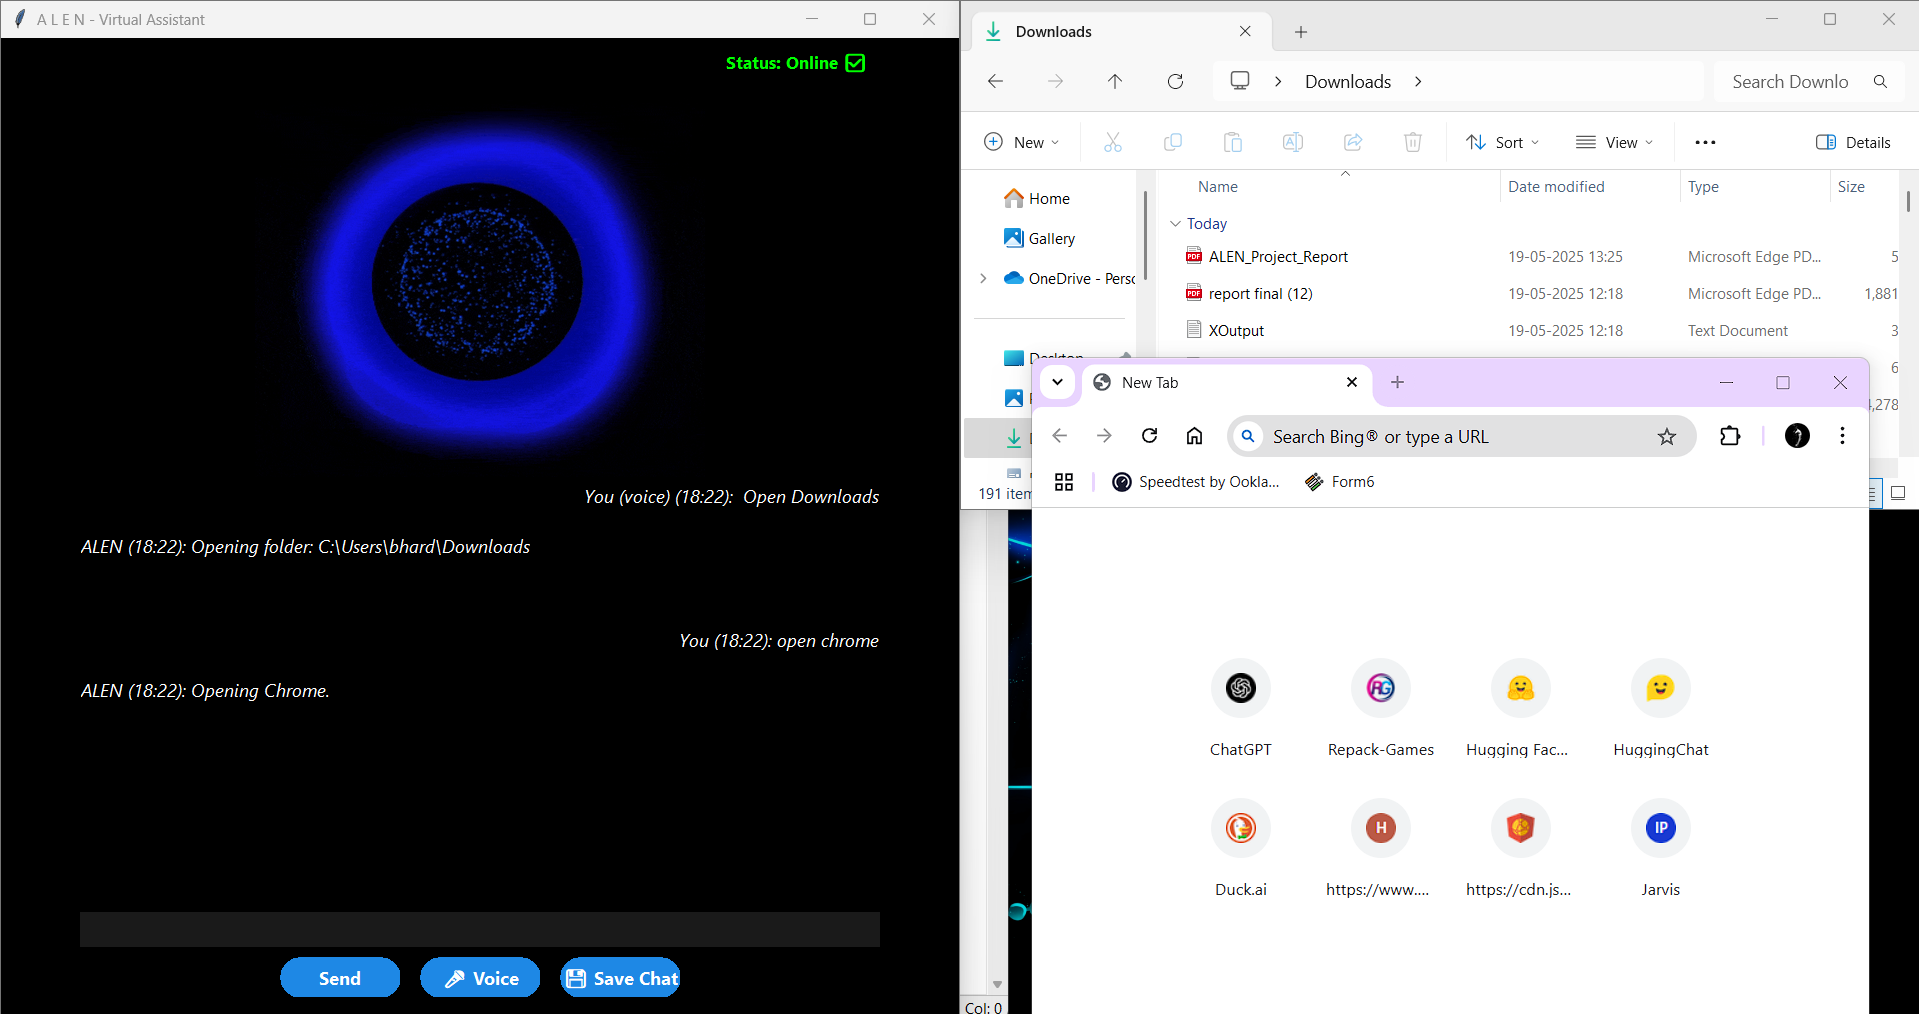 A L E N - Virtual Assistant
Status: Online
You (voice) (18:22):  Open Downloads
ALEN (18:22): Opening folder: C:\Users\bhard\Downloads
You (18:22): open chrome
ALEN (18:22): Opening Chrome.
Send
Voice
Save Chat
Downloads
Downloads
Search Downlo
New
Sort
View
Details
Name Date modified Type Size
Home
Gallery
OneDrive - Perso
Desktop
Today
ALEN_Project_Report 19-05-2025 13:25 Microsoft Edge PD... 5
report final (12) 19-05-2025 12:18 Microsoft Edge PD... 1,881
XOutput 19-05-2025 12:18 Text Document 3
6
,278
191 item
New Tab
Search Bing® or type a URL
Speedtest by Ookla...
Form6
ChatGPT
Repack-Games
Hugging Fac...
HuggingChat
Duck.ai
H
https://www....
https://cdn.js...
IP
Jarvis
Col: 0